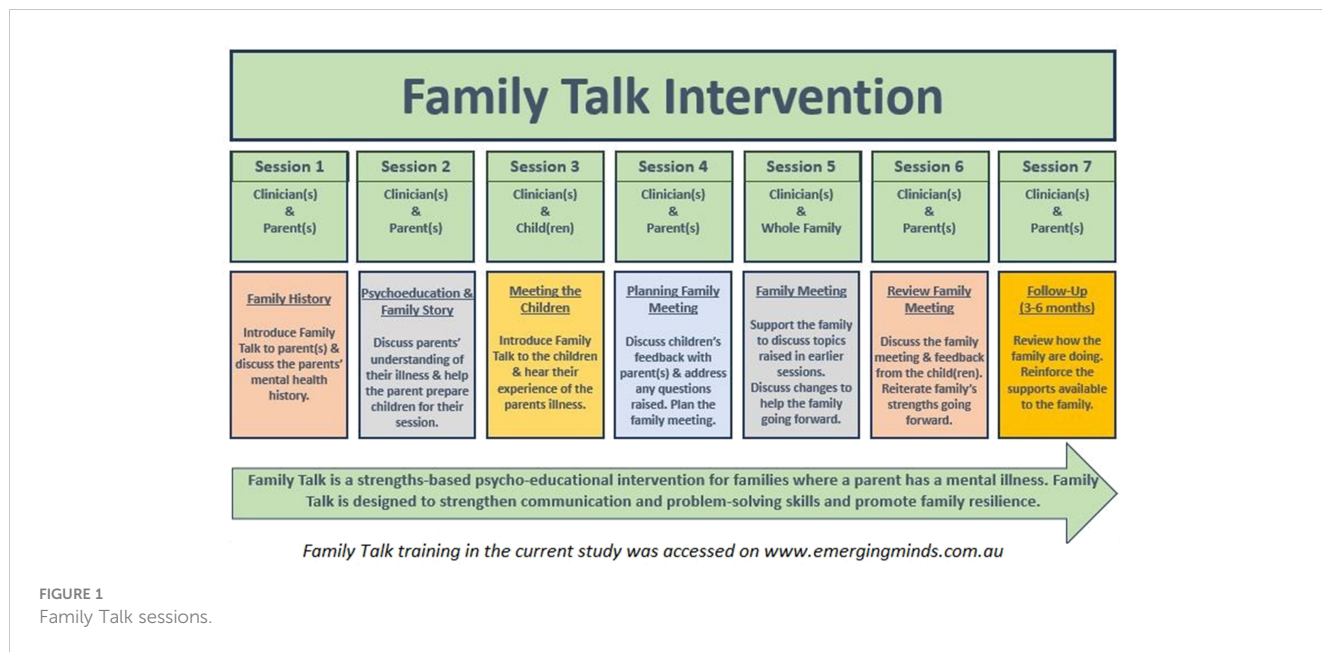 Family Talk Intervention
Session 1
Clinician(s)
&
Parent(s)
Session 2
Clinician(s)
&
Parent(s)
Session 3
Clinician(s)
&
Child(ren)
Session 4
Clinician(s)
&
Parent(s)
Session 5
Clinician(s)
&
Whole Family
Session 6
Clinician(s)
&
Parent(s)
Session 7
Clinician(s)
&
Parent(s)
Family History
Introduce Family
Talk to parent(s) &
discuss the parents'
mental health
history.
Psychoeducation &
Family Story
Discuss parents'
understanding of
their illness & help
the parent prepare
children for their
session.
Meeting the
Children
Introduce Family
Talk to the children
& hear their
experience of the
parents illness.
Planning Family
Meeting
Discuss children's
feedback with
parent(s) & address
any questions
raised. Plan the
family meeting.
Family Meeting
Support the family
to discuss topics
raised in earlier
sessions.
Discuss changes to
help the family
going forward.
Review Family
Meeting
Discuss the family
meeting & feedback
from the child(ren).
Reiterate family's
strengths going
forward.
Follow-Up
(3-6 months)
Review how the
family are doing.
Reinforce the
supports available
to the family.
Family Talk is a strengths-based psycho-educational intervention for families where a parent has a mental illness. Family
Talk is designed to strengthen communication and problem-solving skills and promote family resilience.
Family Talk training in the current study was accessed on www.emergingminds.com.au
FIGURE 1
Family Talk sessions.